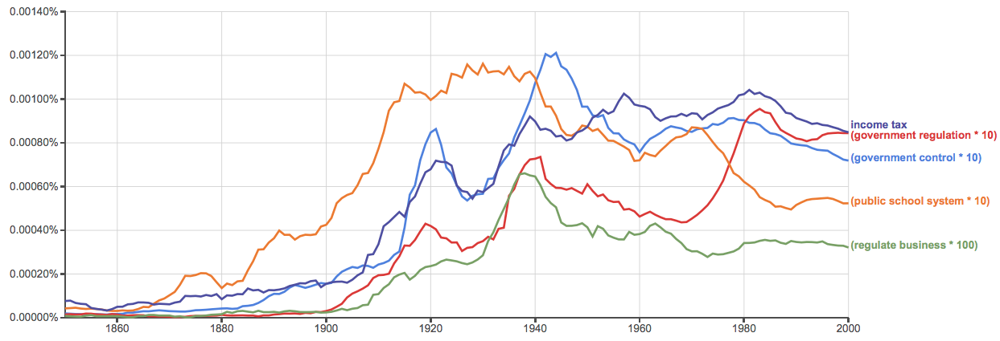 0.00140%
0.00120%
0.00100%
0.00080%
0.00060%
0.00040%
0.00020%
0.00000%
1860 1880 1900 1920 1940 1960 1980 2000
income tax
(government regulation * 10)
(government control * 10)
(public school system * 10)
(regulate business * 100)